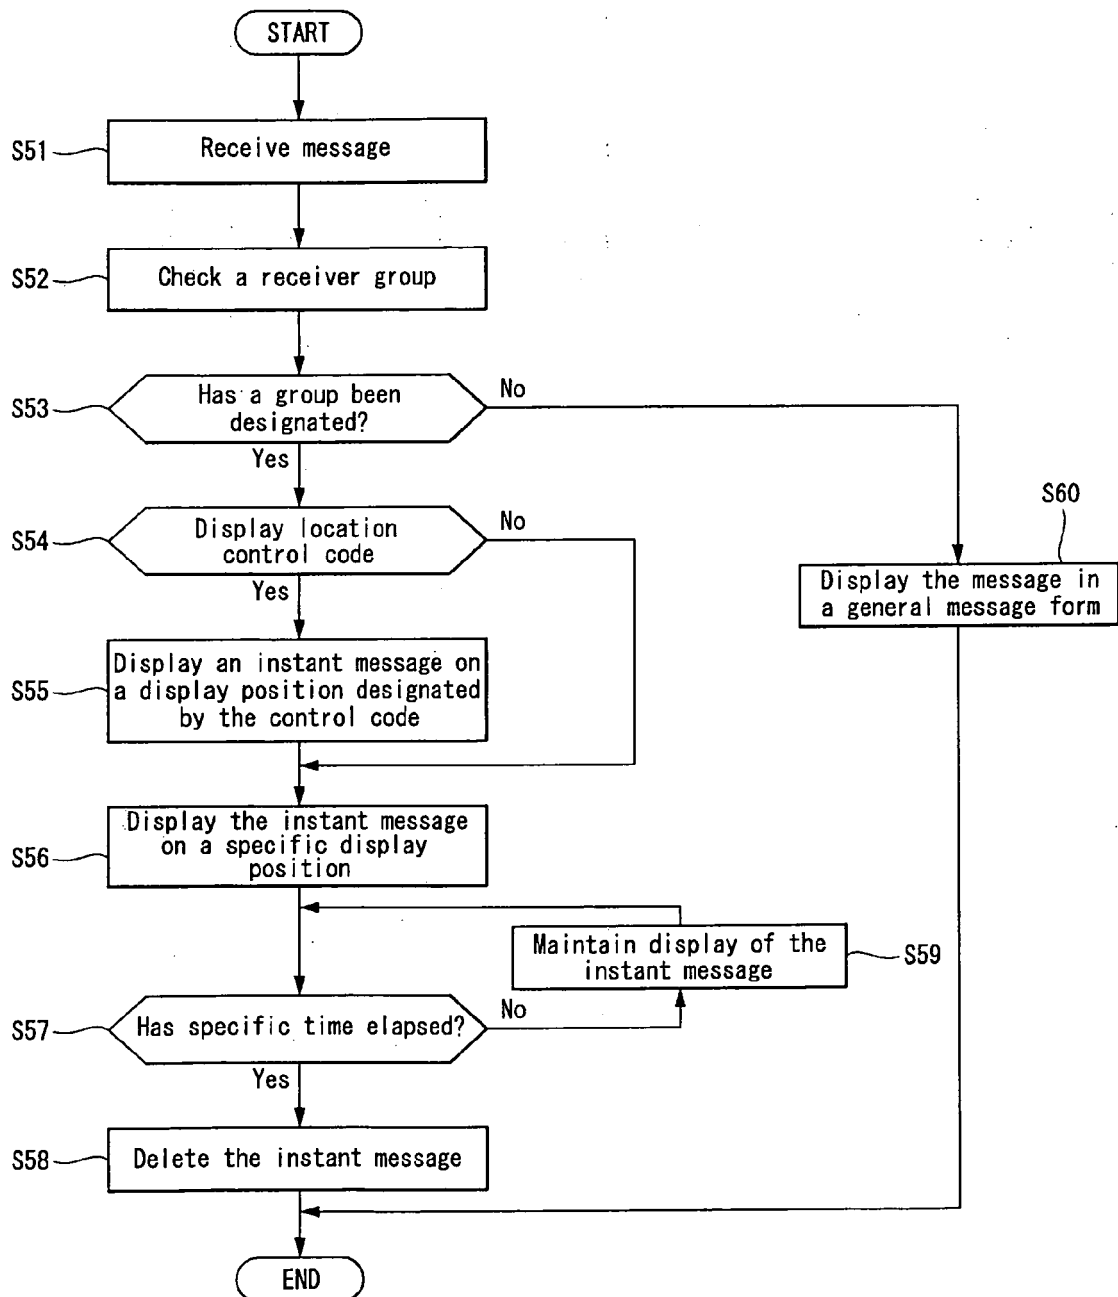 START
S51
Receive message
S52
Check a receiver group
S53
Has a group been
designated?
No
Yes
S54
Display location
control code
No
Yes
S60
Display the message in
a general message form
S55
Display an instant message on
a display position designated
by the control code
S56
Display the instant message
on a specific display
position
Maintain display of the
instant message
S59
S57
Has specific time elapsed?
No
Yes
S58
Delete the instant message
END